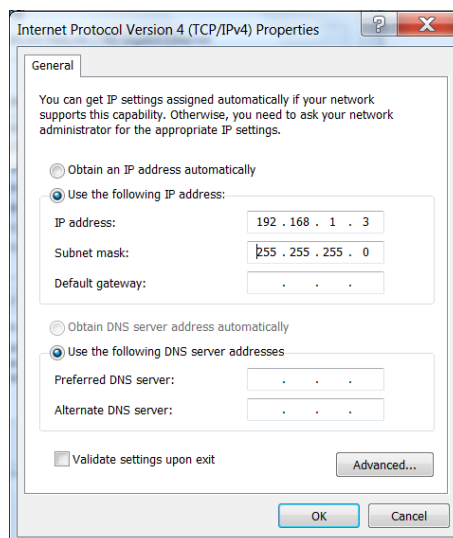 Internet Protocol Version 4 (TCP/IPv4) Properties
General
You can get IP settings assigned automatically if your network
supports this capability. Otherwise, you need to ask your network
administrator for the appropriate IP settings.
Obtain an IP address automatically
Use the following IP address:
IP address: 192 . 168 . 1 . 3
Subnet mask: 255 . 255 . 255 . 0
Default gateway: . . .
Obtain DNS server address automatically
Use the following DNS server addresses
Preferred DNS server: . . .
Alternate DNS server: . . .
Validate settings upon exit
Advanced...
OK Cancel